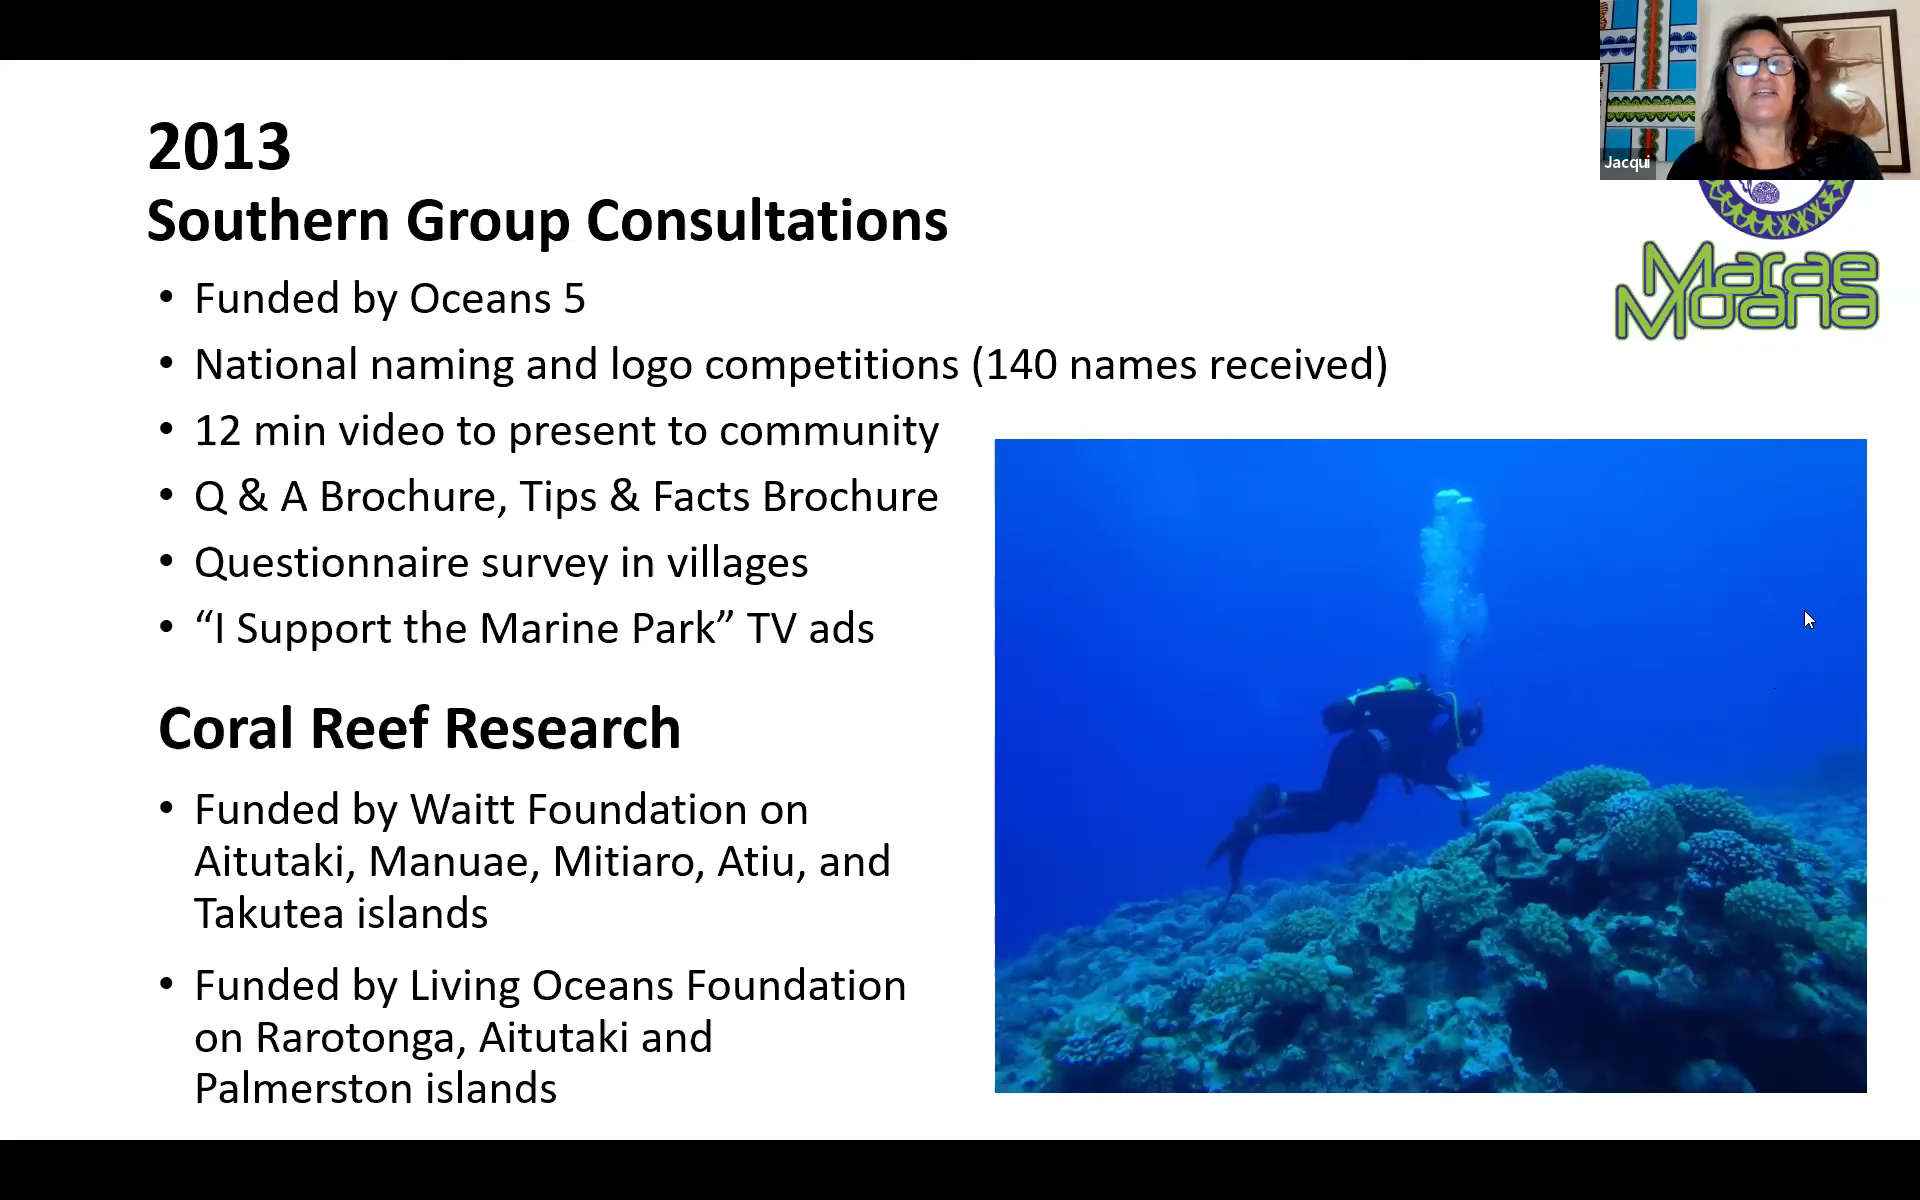 2013
Southern Group Consultations
• Funded by Oceans 5
• National naming and logo competitions (140 names received)
• 12 min video to present to community
• Q & A Brochure, Tips & Facts Brochure
• Questionnaire survey in villages
• “I Support the Marine Park” TV ads
Coral Reef Research
• Funded by Waitt Foundation on
Aitutaki, Manuae, Mitiaro, Atiu, and
Takutea islands
• Funded by Living Oceans Foundation
on Rarotonga, Aitutaki and
Palmerston islands
Jacqui
Marae
Moana